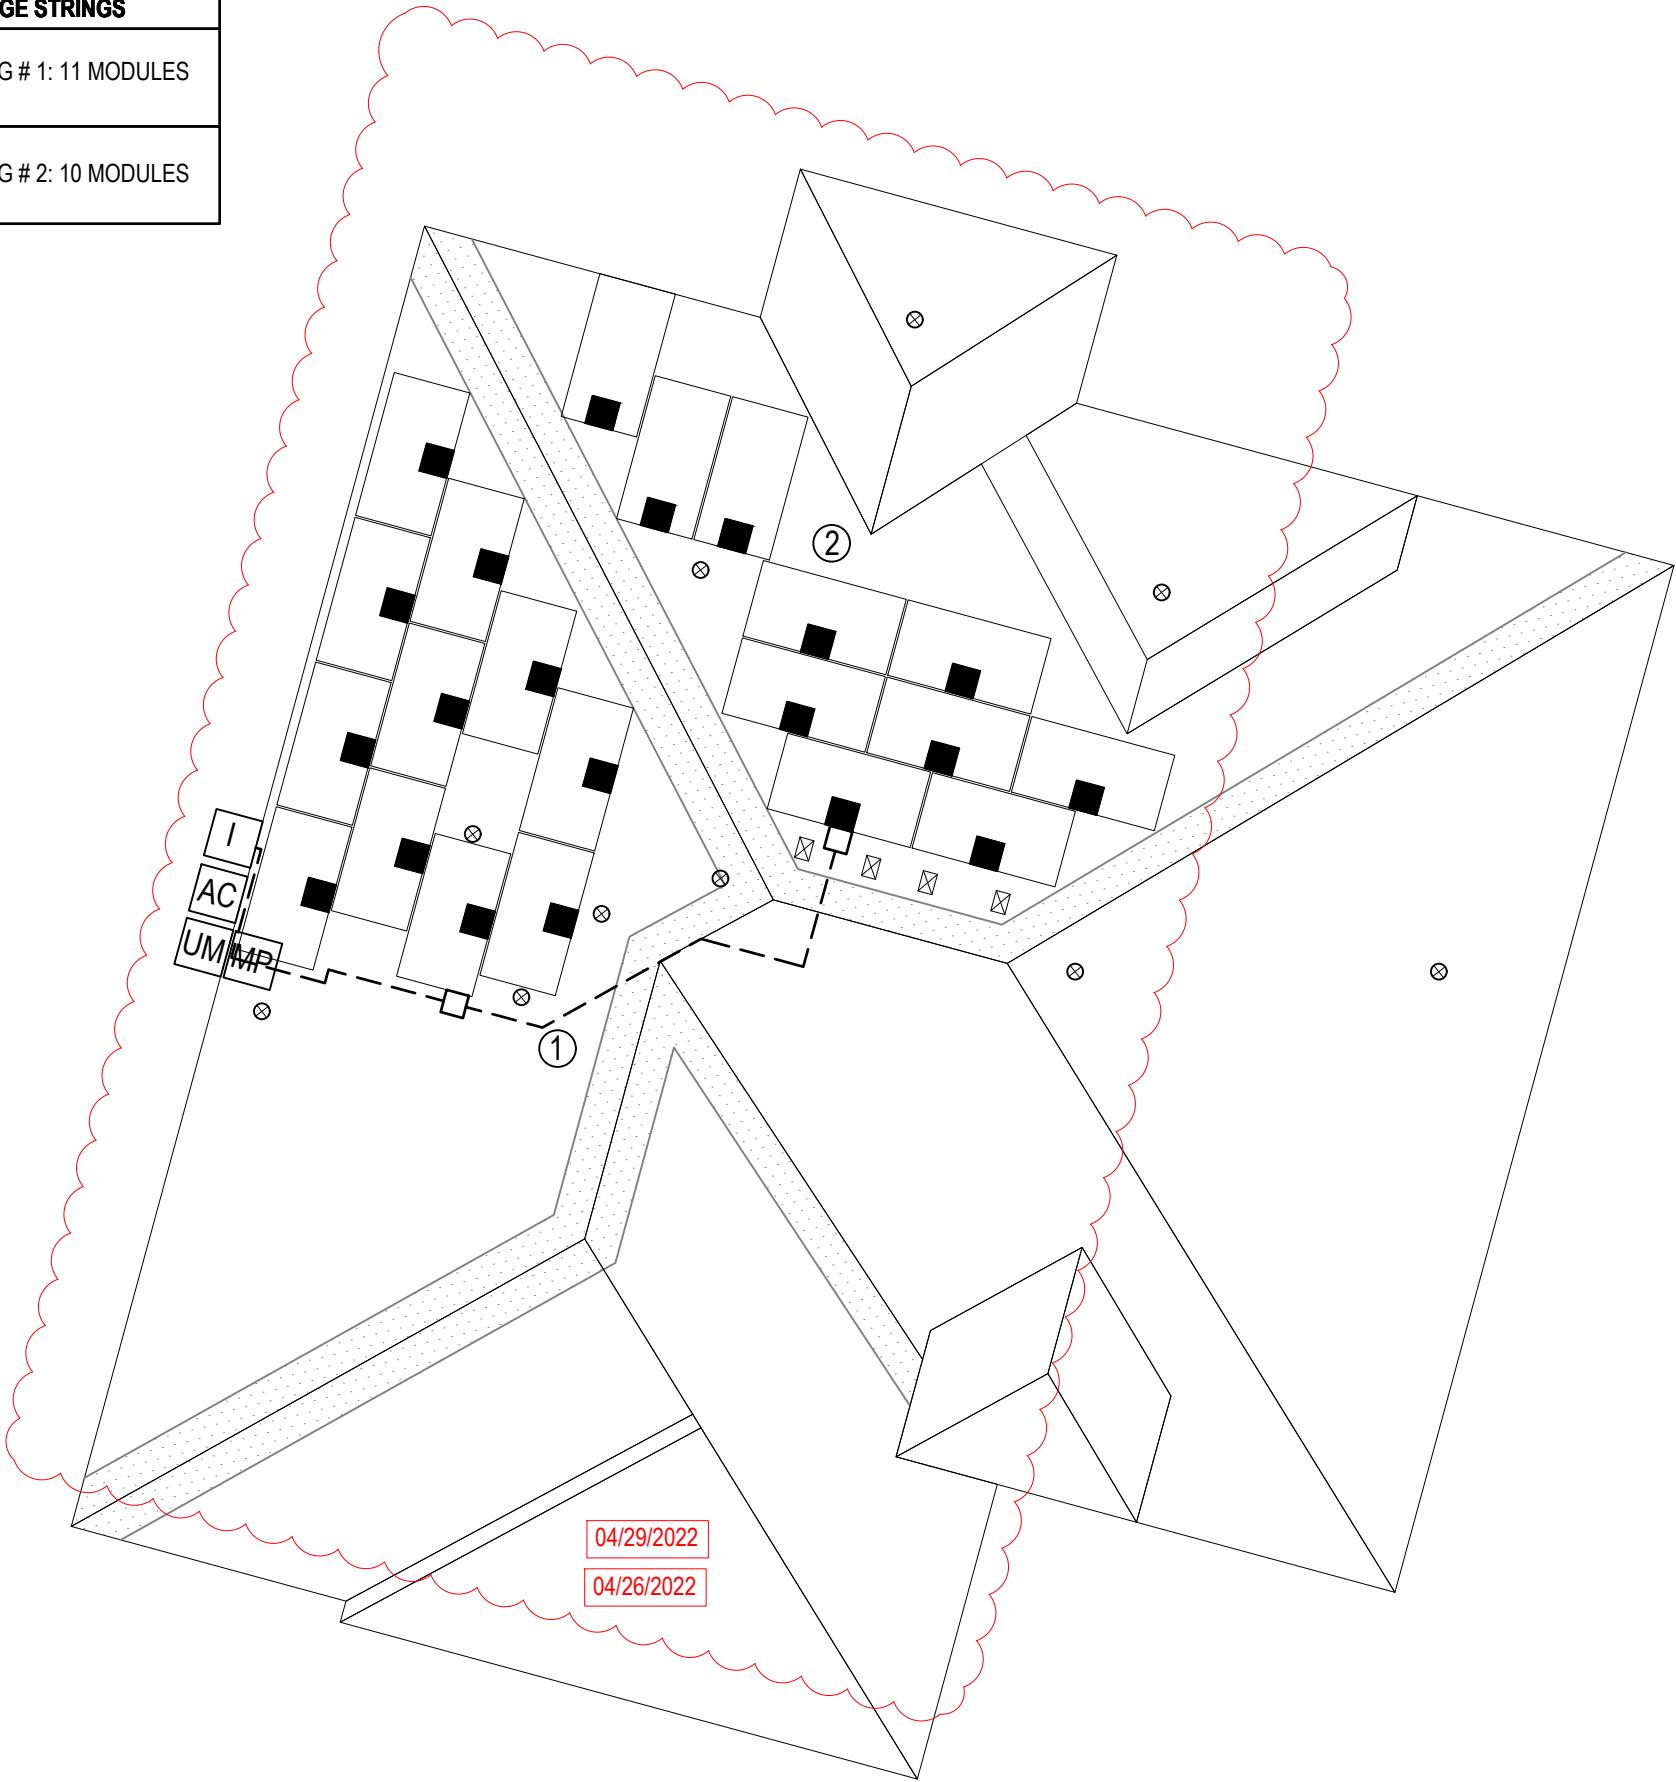 GE STRINGS
G # 1: 11 MODULES
G # 2: 10 MODULES
2
I
AC
UM
MP
1
04/29/2022
04/26/2022